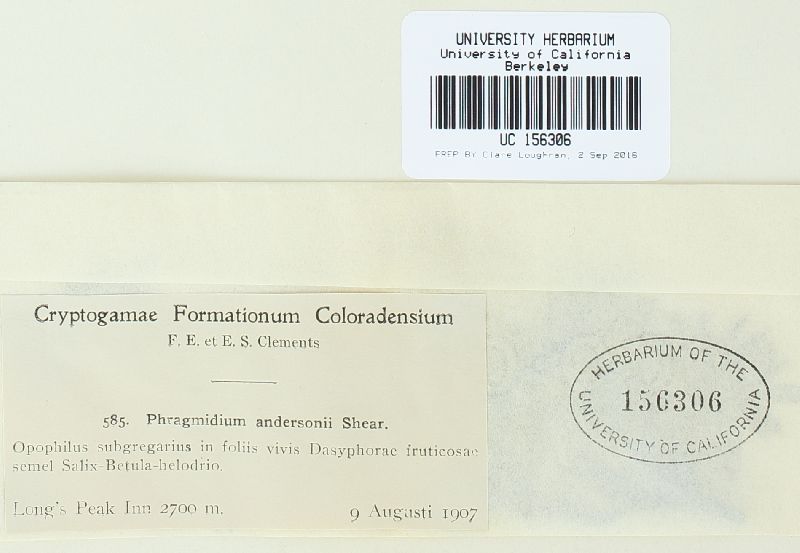 UNIVERSITY HERBARIUM
University of California
Berkeley
UC 156306
PREP BY Clare Loughran, 2 Sep 2016
Cryptogamae Formationum Coloradensium
F. E. et E. S. Clements
585. Phragmidium andersonii Shear.
Opophilus subgregarius in foliis vivis Dasyphorae fruticosae
semel Salix-Betula-helodrio.
Long's Peak Inn 2700 m. 9 Augusti 1907
HERBARIUM OF THE
156306
UNIVERSITY OF CALIFORNIA